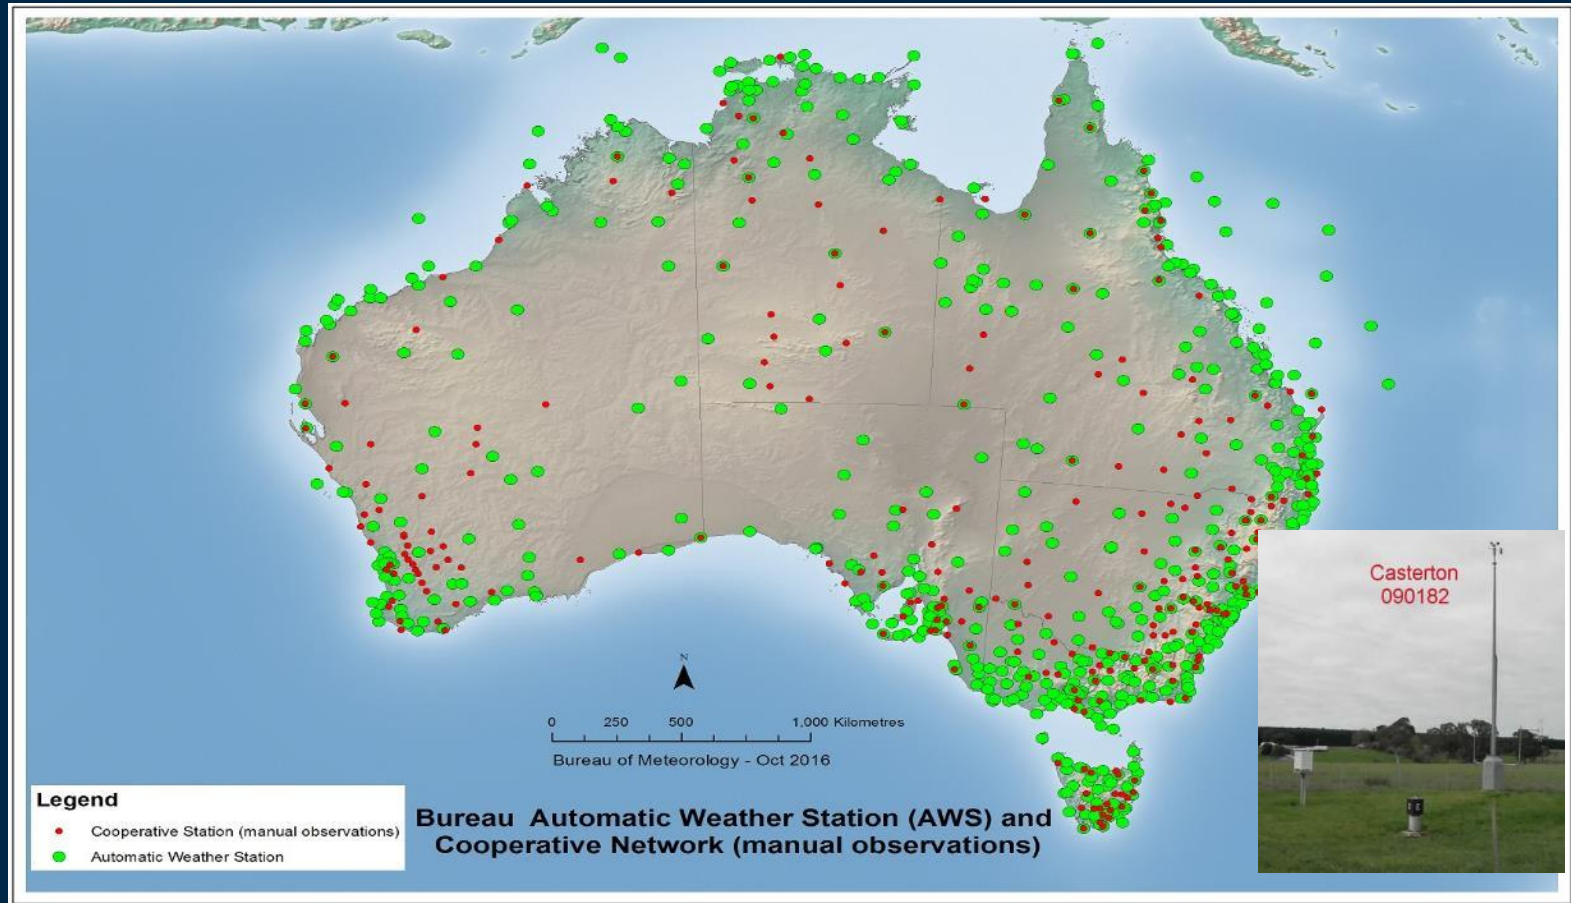 N
0 250 500 1,000 Kilometres
Bureau of Meteorology - Oct 2016
Legend
Cooperative Station (manual observations)
Automatic Weather Station
Bureau Automatic Weather Station (AWS) and
Cooperative Network (manual observations)
Casterton
090182